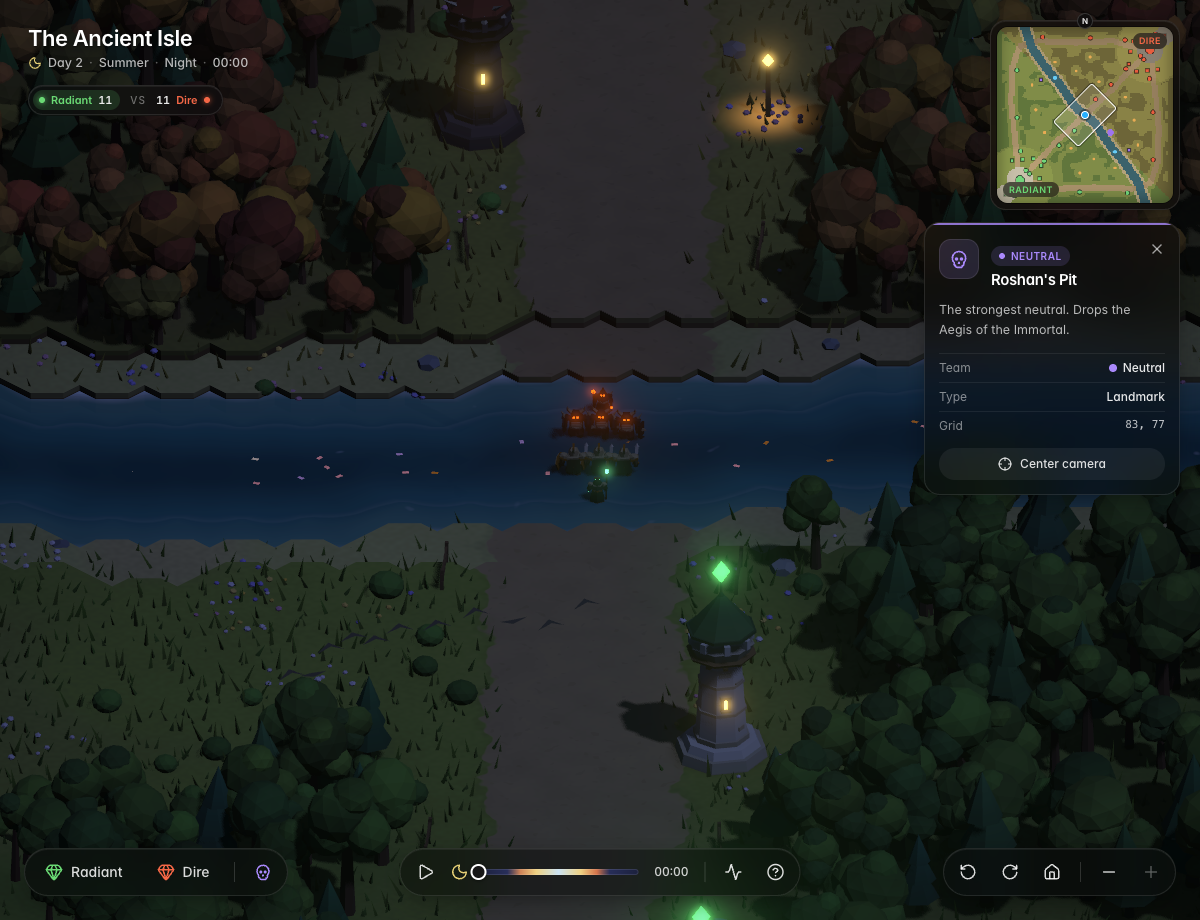 The Ancient Isle
Day 2 · Summer · Night · 00:00
Radiant 11 VS 11 Dire
N
DIRE
RADIANT
NEUTRAL
Roshan's Pit
The strongest neutral. Drops the
Aegis of the Immortal.
Team Neutral
Type Landmark
Grid 83, 77
Center camera
Radiant Dire
00:00